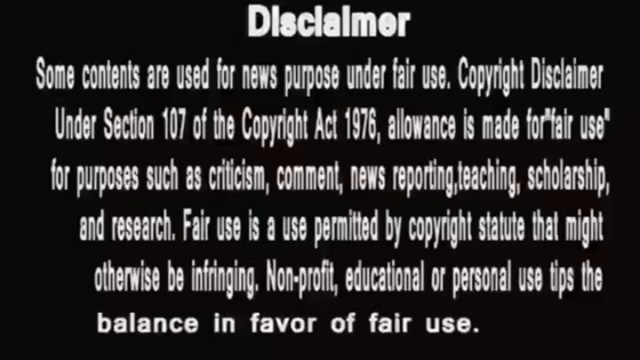 Disclaimer
Some contents are used for news purpose under fair use. Copyright Disclaimer
Under Section 107 of the Copyright Act 1976, allowance is made for"fair use"
for purposes such as criticism, comment, news reporting,teaching, scholarship,
and research. Fair use is a use permitted by copyright statute that might
otherwise be infringing. Non-profit, educational or personal use tips the
balance in favor of fair use.